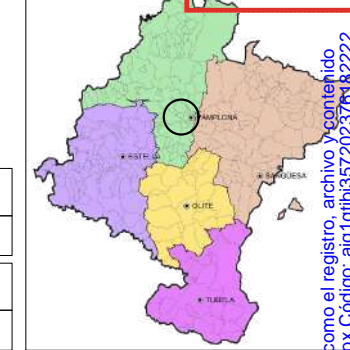 PAMPLONA
ESTELLA
SANGÜESA
OLITE
TUDELA
como el registro, archivo y contenido